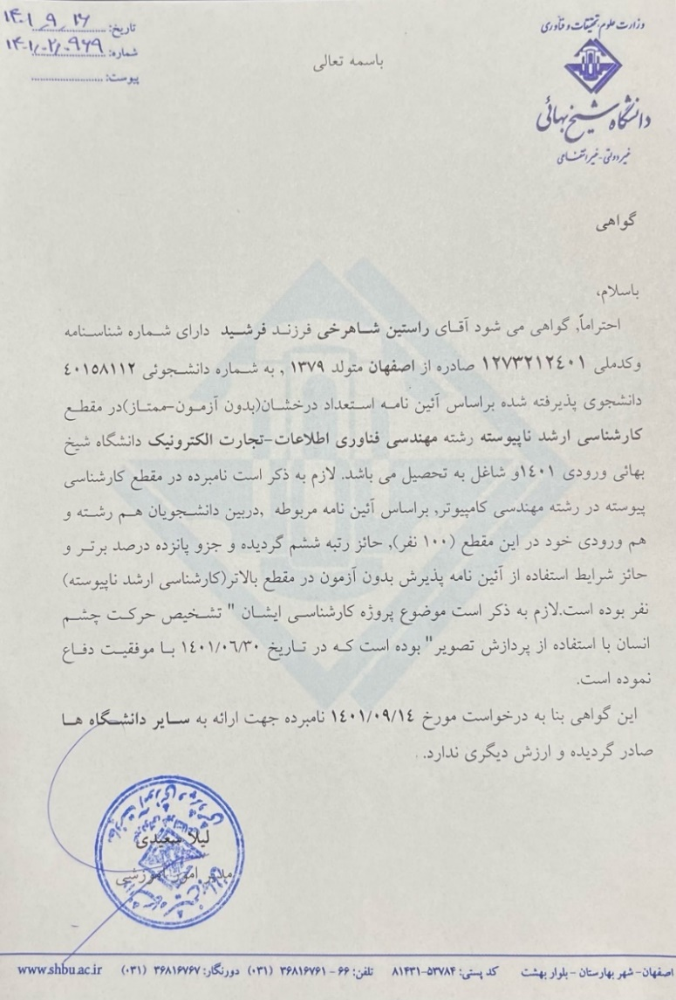 وزارت علوم، تحقیقات و فنّاوری
دانشگاه شیخ بهائی
غیردولتی-غیرانتفاعی
تاریخ: ۱۴۰۱ ۹ ۱۶
شماره: ۱۴۰۱/۰۲/۰۹۶۹
پیوست:
باسمه تعالی
گواهی
باسلام،
احتراماً, گواهی می شود آقای راستین شاهرخی فرزند فرشید دارای شماره شناسنامه
وکدملی ۱۲۷۳۲۱۲۴۰۱ صادره از اصفهان متولد ۱۳۷۹ , به شماره دانشجوئی ۴۰۱۵۸۱۱۲
دانشجوی پذیرفته شده براساس آئین نامه استعداد درخشان(بدون آزمون-ممتاز)در مقطع
کارشناسی ارشد ناپیوسته رشته مهندسی فناوری اطلاعات-تجارت الکترونیک دانشگاه شیخ
بهائی ورودی ۱۴۰۱و شاغل به تحصیل می باشد. لازم به ذکر است نامبرده در مقطع کارشناسی
پیوسته در رشته مهندسی کامپیوتر, براساس آئین نامه مربوطه ,دربین دانشجویان هم رشته و
هم ورودی خود در این مقطع (۱۰۰ نفر), حائز رتبه ششم گردیده و جزو پانزده درصد برتر و
حائز شرایط استفاده از آئین نامه پذیرش بدون آزمون در مقطع بالاتر(کارشناسی ارشد ناپیوسته)
نفر بوده است.لازم به ذکر است موضوع پروژه کارشناسی ایشان " تشخیص حرکت چشم
انسان با استفاده از پردازش تصویر" بوده است که در تاریخ ۱۴۰۱/۰۶/۳۰ با موفقیت دفاع
نموده است.
این گواهی بنا به درخواست مورخ ۱۴۰۱/۰۹/۱۴ نامبرده جهت ارائه به سایر دانشگاه ها
صادر گردیده و ارزش دیگری ندارد.
لیلا سعیدی
مدیر امور آموزشی
اصفهان- شهر بهارستان -بلوار بهشت کد پستی: ۵۳۷۸۴-۸۱۴۳۱ تلفن: ۶۶ - ۳۶۸۱۶۷۶۱ (۰۳۱) دورنگار: ۳۶۸۱۶۷۶۷ (۰۳۱) www.shbu.ac.ir